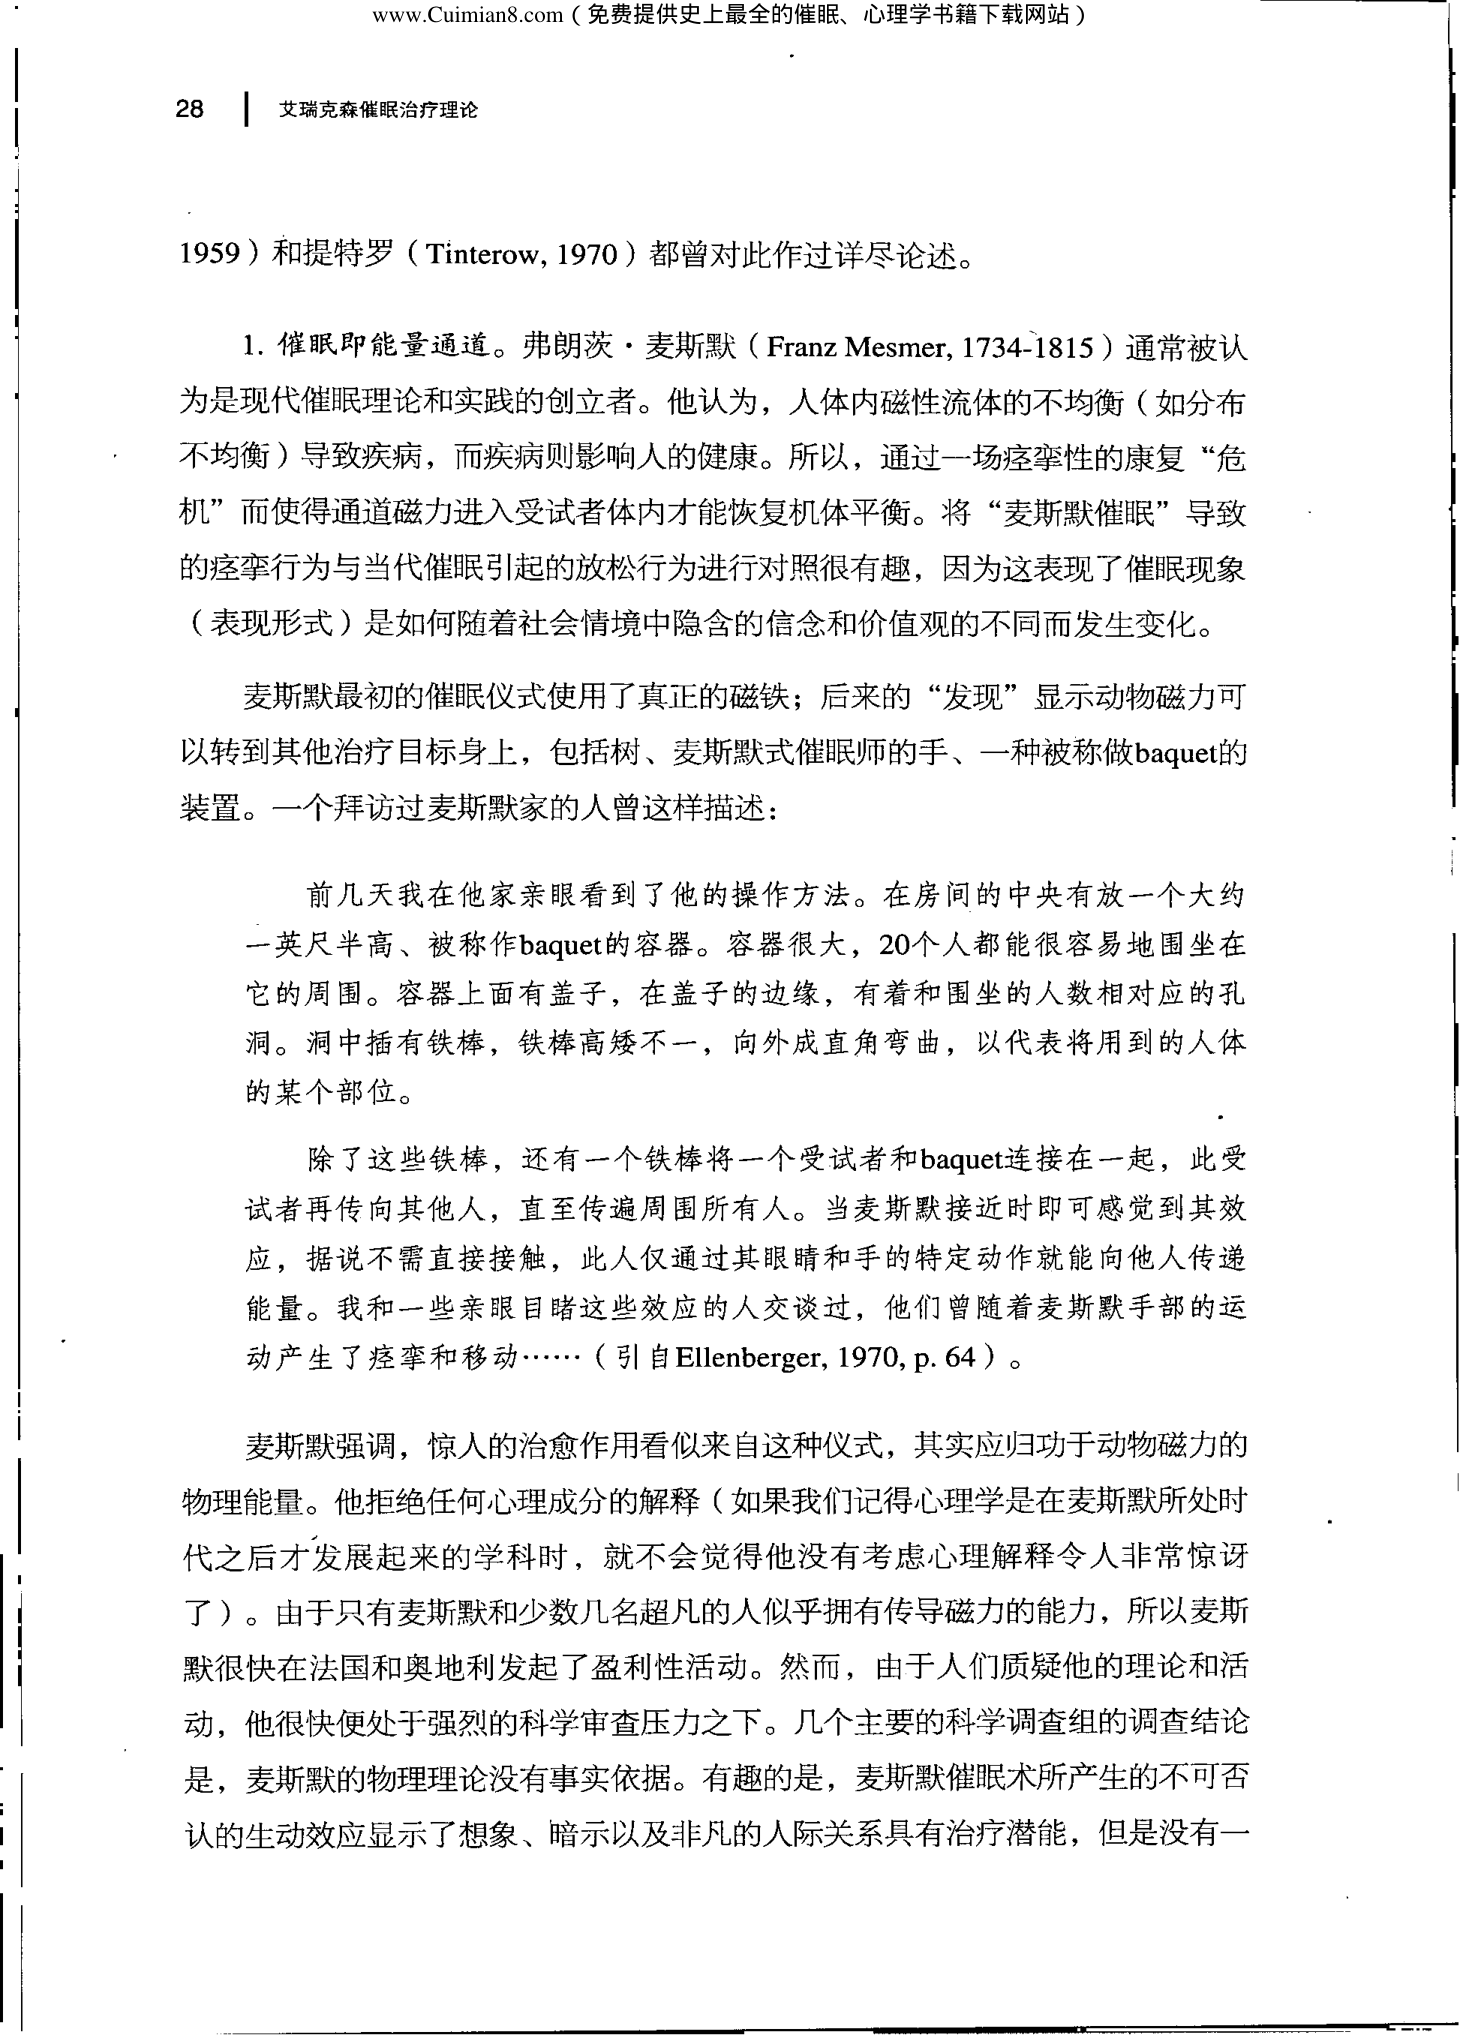 www.Cuimian8.com（免费提供史上最全的催眠、心理学书籍下载网站）
28 艾瑞克森催眠治疗理论
1959）和提特罗（Tinterow, 1970）都曾对此作过详尽论述。
1. 催眠即能量通道。弗朗茨·麦斯默（Franz Mesmer, 1734-1815）通常被认
为是现代催眠理论和实践的创立者。他认为，人体内磁性流体的不均衡（如分布
不均衡）导致疾病，而疾病则影响人的健康。所以，通过一场痉挛性的康复“危
机”而使得通道磁力进入受试者体内才能恢复机体平衡。将“麦斯默催眠”导致
的痉挛行为与当代催眠引起的放松行为进行对照很有趣，因为这表现了催眠现象
（表现形式）是如何随着社会情境中隐含的信念和价值观的不同而发生变化。
麦斯默最初的催眠仪式使用了真正的磁铁；后来的“发现”显示动物磁力可
以转到其他治疗目标身上，包括树、麦斯默式催眠师的手、一种被称做baquet的
装置。一个拜访过麦斯默家的人曾这样描述：
前几天我在他家亲眼看到了他的操作方法。在房间的中央有放一个大约
一英尺半高、被称作baquet的容器。容器很大，20个人都能很容易地围坐在
它的周围。容器上面有盖子，在盖子的边缘，有着和围坐的人数相对应的孔
洞。洞中插有铁棒，铁棒高矮不一，向外成直角弯曲，以代表将用到的人体
的某个部位。
除了这些铁棒，还有一个铁棒将一个受试者和baquet连接在一起，此受
试者再传向其他人，直至传遍周围所有人。当麦斯默接近时即可感觉到其效
应，据说不需直接接触，此人仅通过其眼睛和手的特定动作就能向他人传递
能量。我和一些亲眼目睹这些效应的人交谈过，他们曾随着麦斯默手部的运
动产生了痉挛和移动……（引自Ellenberger, 1970, p. 64）。
麦斯默强调，惊人的治愈作用看似来自这种仪式，其实应归功于动物磁力的
物理能量。他拒绝任何心理成分的解释（如果我们记得心理学是在麦斯默所处时
代之后才发展起来的学科时，就不会觉得他没有考虑心理解释令人非常惊讶
了）。由于只有麦斯默和少数几名超凡的人似乎拥有传导磁力的能力，所以麦斯
默很快在法国和奥地利发起了盈利性活动。然而，由于人们质疑他的理论和活
动，他很快便处于强烈的科学审查压力之下。几个主要的科学调查组的调查结论
是，麦斯默的物理理论没有事实依据。有趣的是，麦斯默催眠术所产生的不可否
认的生动效应显示了想象、暗示以及非凡的人际关系具有治疗潜能，但是没有一